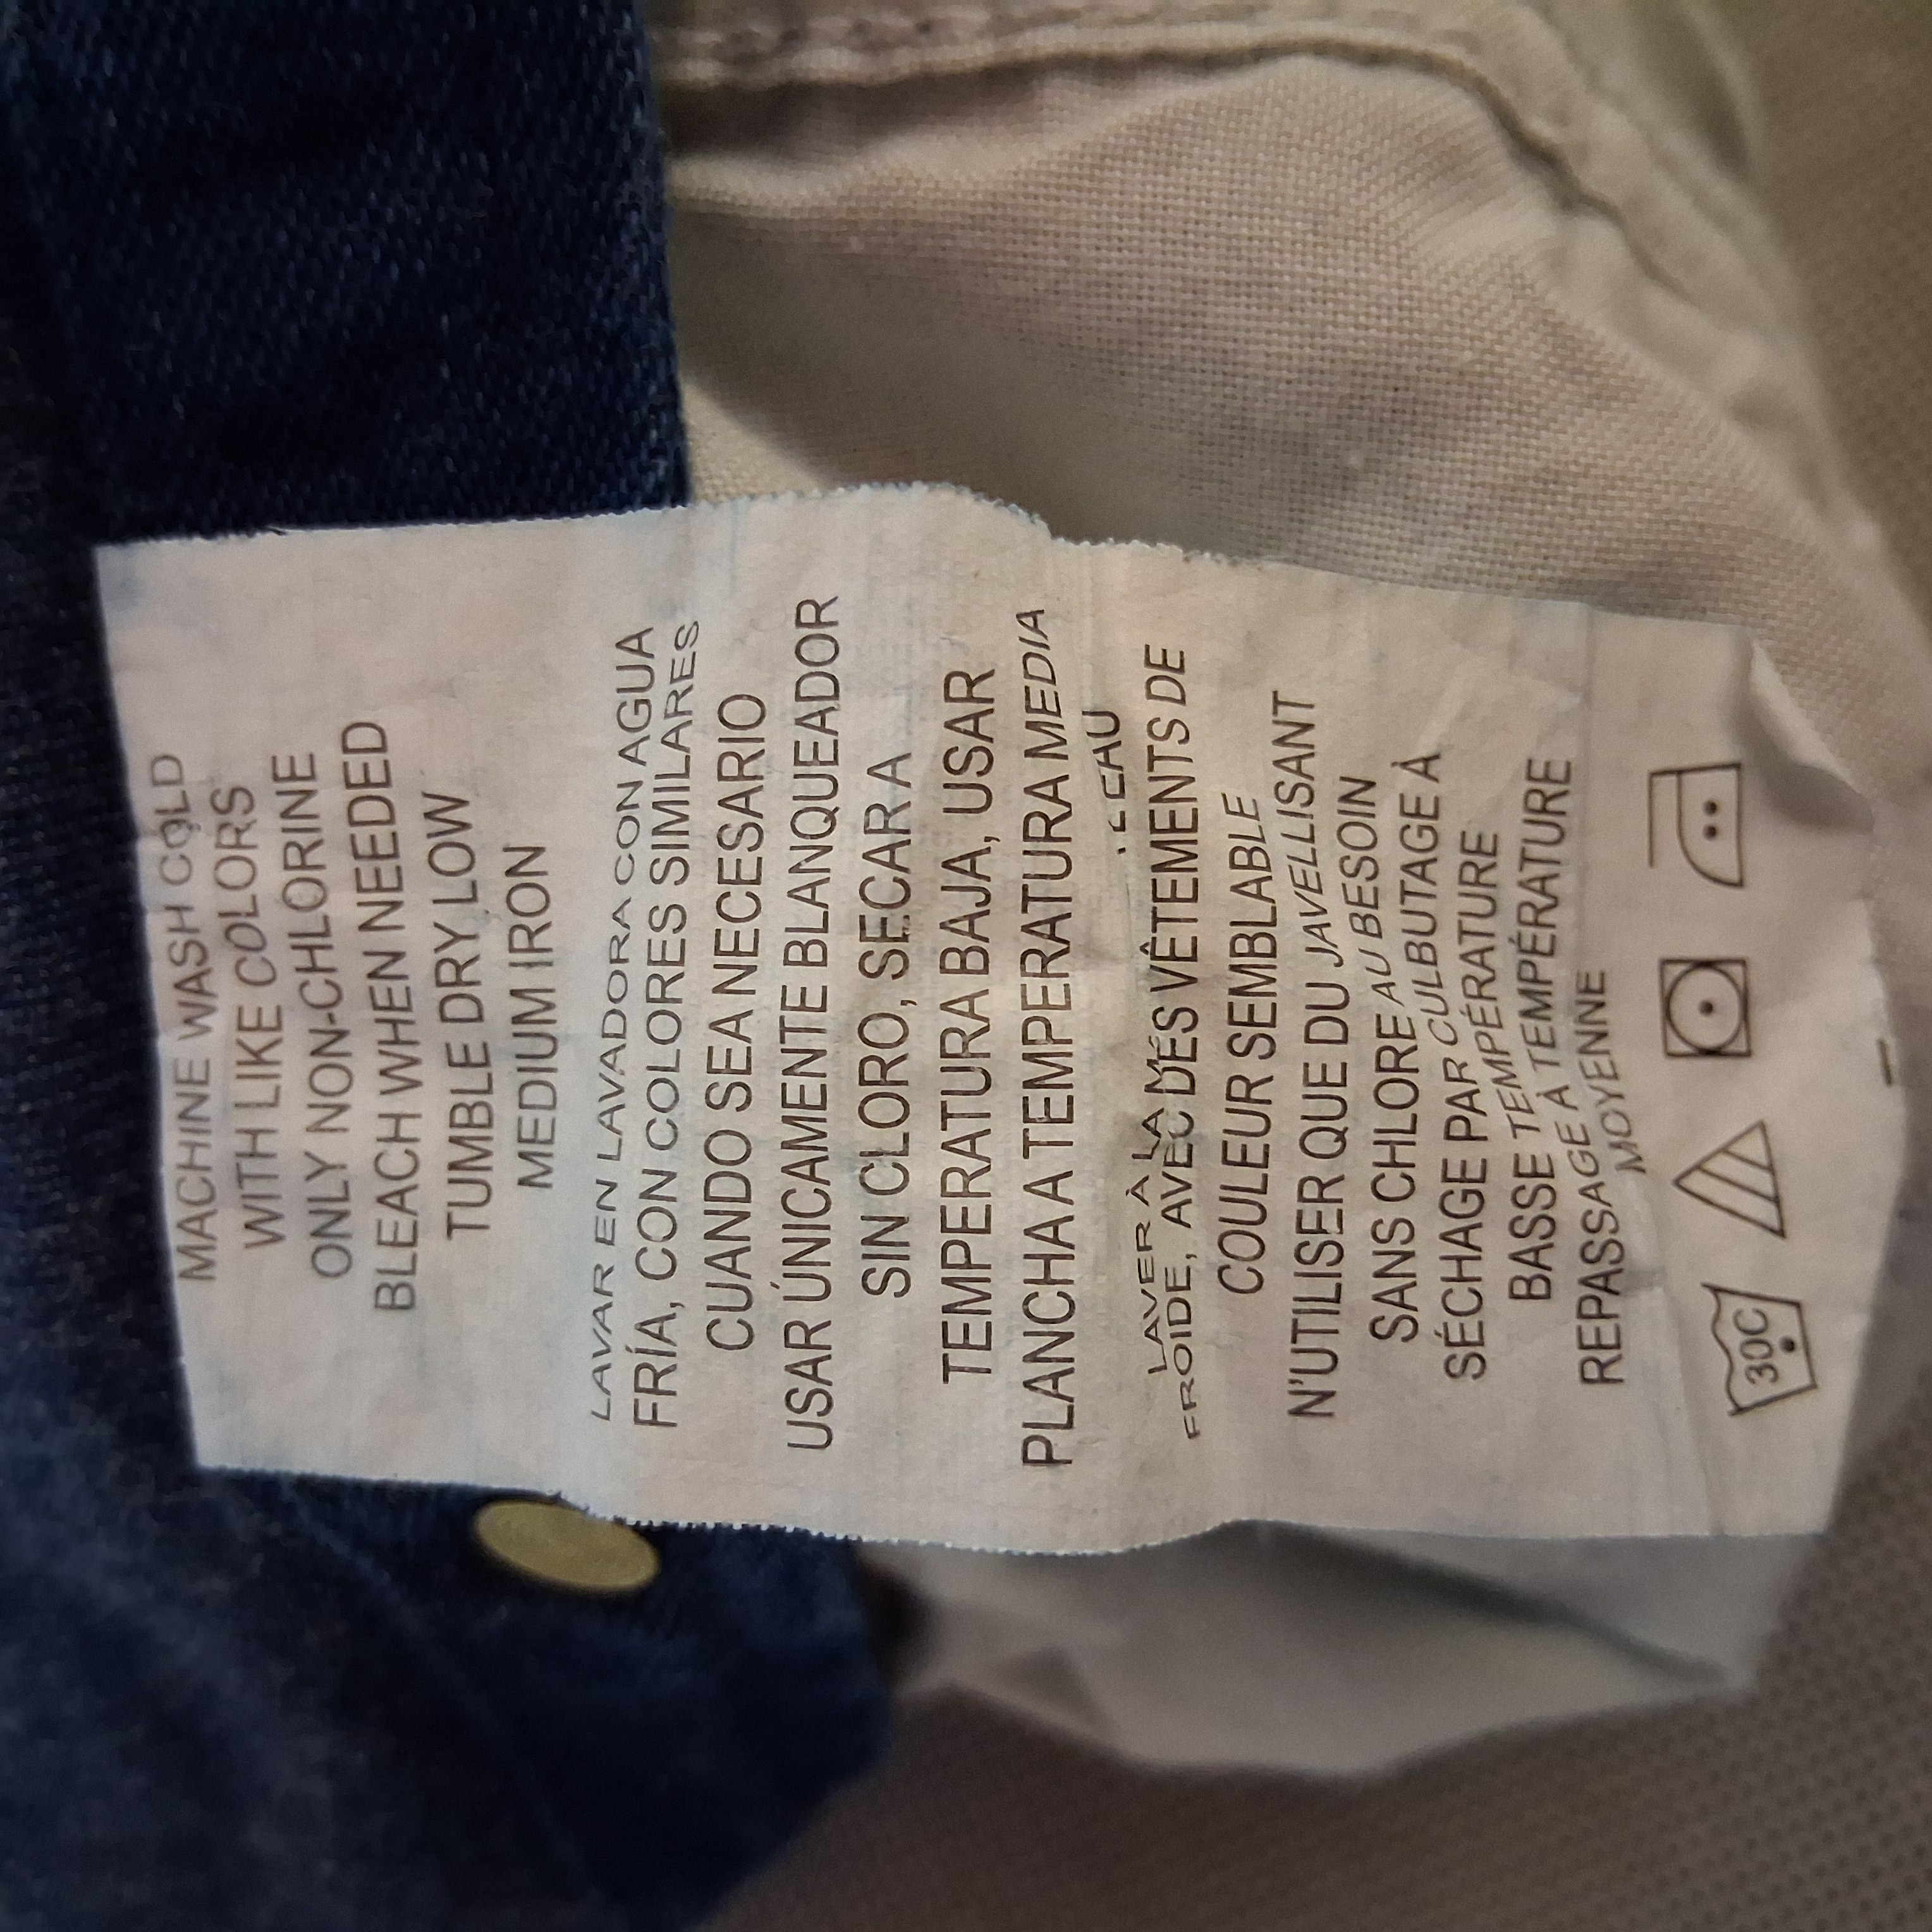 MACHINE WASH COLD
WITH LIKE COLORS
ONLY NON-CHLORINE
BLEACH WHEN NEEDED
TUMBLE DRY LOW
MEDIUM IRON
LAVAR EN LAVADORA CON AGUA
FRÍA, CON COLORES SIMILARES
CUANDO SEA NECESARIO
USAR ÚNICAMENTE BLANQUEADOR
SIN CLORO, SECAR A
TEMPERATURA BAJA, USAR
PLANCHA A TEMPERATURA MEDIA
LAVER À LA EAU
FROIDE, AVEC DES VÊTEMENTS DE
COULEUR SEMBLABLE
N'UTILISER QUE DU JAVELLISANT
SANS CHLORE AU BESOIN
SÉCHAGE PAR CULBUTAGE À
BASSE TEMPÉRATURE
REPASSAGE À TEMPÉRATURE
MOYENNE
30C